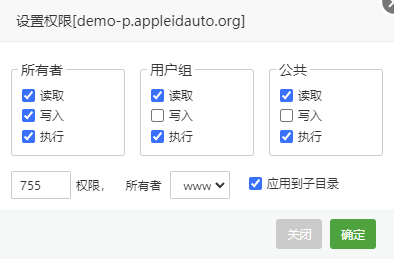 设置权限[demo-p.appleidauto.org]
所有者 用户组 公共
读取 读取 读取
写入 写入 写入
执行 执行 执行
755 权限， 所有者 www 应用到子目录
关闭 确定